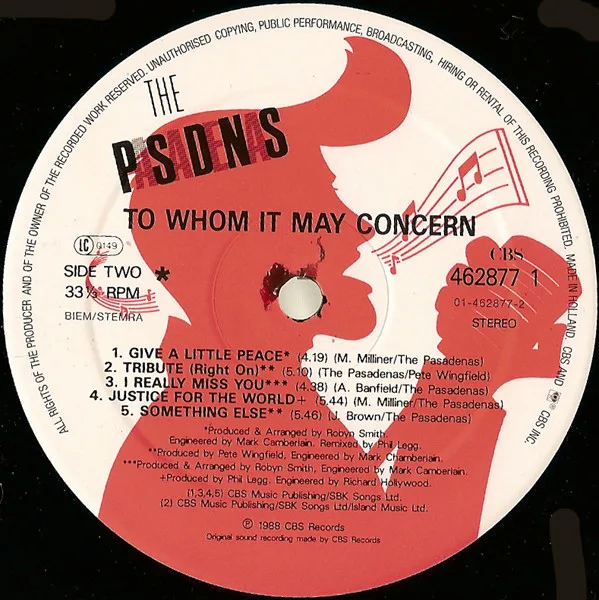 ALL RIGHTS OF THE PRODUCER AND OF THE OWNER OF THE RECORDED WORK RESERVED. UNAUTHORISED COPYING, PUBLIC PERFORMANCE, BROADCASTING, HIRING OR RENTAL OF THIS RECORDING PROHIBITED. MADE IN HOLLAND. CBS AND CBS INC.
THE
PSDNS
TO WHOM IT MAY CONCERN
LC 0149
SIDE TWO *
33⅓ RPM
BIEM/STEMRA
CBS
462877 1
01-462877-2
STEREO
1. GIVE A LITTLE PEACE* (4.19) (M. Milliner/The Pasadenas)
2. TRIBUTE (Right On)** (5.10) (The Pasadenas/Pete Wingfield)
3. I REALLY MISS YOU*** (4.38) (A. Banfield/The Pasadenas)
4. JUSTICE FOR THE WORLD+ (5.44) (M. Milliner/The Pasadenas)
5. SOMETHING ELSE** (5.46) (J. Brown/The Pasadenas)
*Produced & Arranged by Robyn Smith.
Engineered by Mark Camberlain. Remixed by Phil Legg.
**Produced by Pete Wingfield, Engineered by Mark Chamberlain.
***Produced & Arranged by Robyn Smith, Engineered by Mark Camberlain.
+Produced by Phil Legg, Engineered by Richard Hollywood.
(1,3,4,5) CBS Music Publishing/SBK Songs Ltd.
(2) CBS Music Publishing/SBK Songs Ltd/Island Music Ltd.
℗ 1988 CBS Records
Original sound recording made by CBS Records